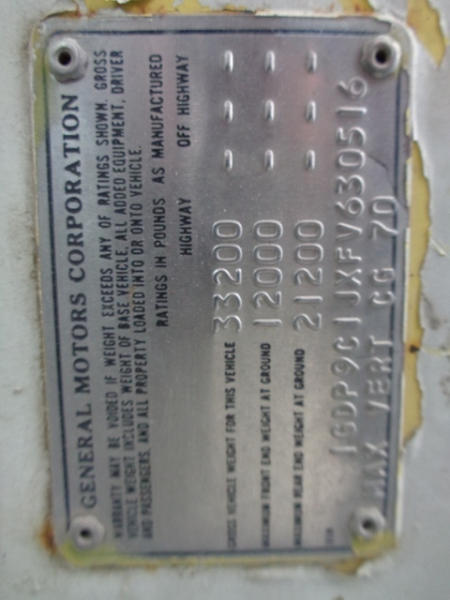 GENERAL MOTORS CORPORATION
WARRANTY MAY BE VOIDED IF WEIGHT EXCEEDS ANY OF RATINGS SHOWN. GROSS
VEHICLE WEIGHT INCLUDES WEIGHT OF BASE VEHICLE, ALL ADDED EQUIPMENT, DRIVER
AND PASSENGERS, AND ALL PROPERTY LOADED INTO OR ONTO VEHICLE.
RATINGS IN POUNDS AS MANUFACTURED
HIGHWAY OFF HIGHWAY
GROSS VEHICLE WEIGHT FOR THIS VEHICLE 33200 - - -
MAXIMUM FRONT END WEIGHT AT GROUND 12000 - - -
MAXIMUM REAR END WEIGHT AT GROUND 21200 - - -
1GDP9C1JXFV630516
MAX VERT CG 70